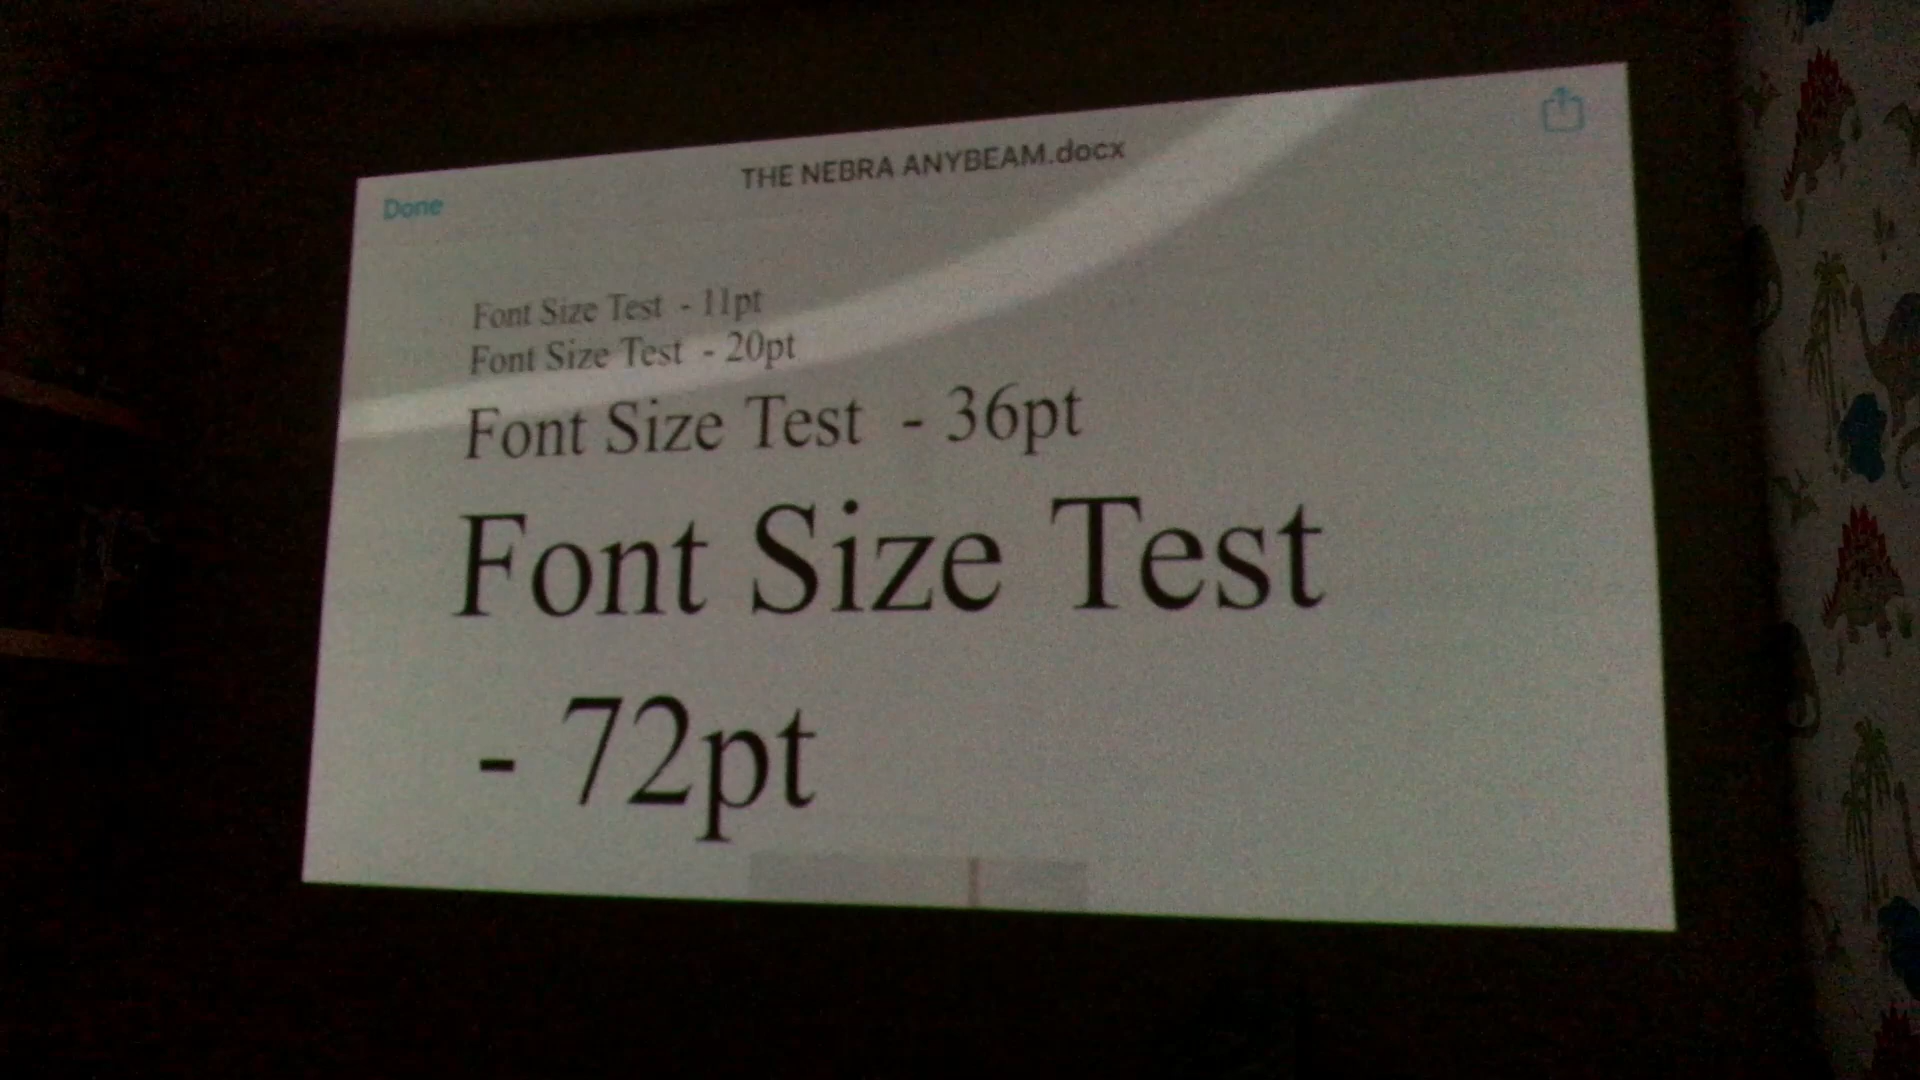 THE NEBRA ANYBEAM.docx
Done
Font Size Test - 11pt
Font Size Test - 20pt
Font Size Test - 36pt
Font Size Test
- 72pt